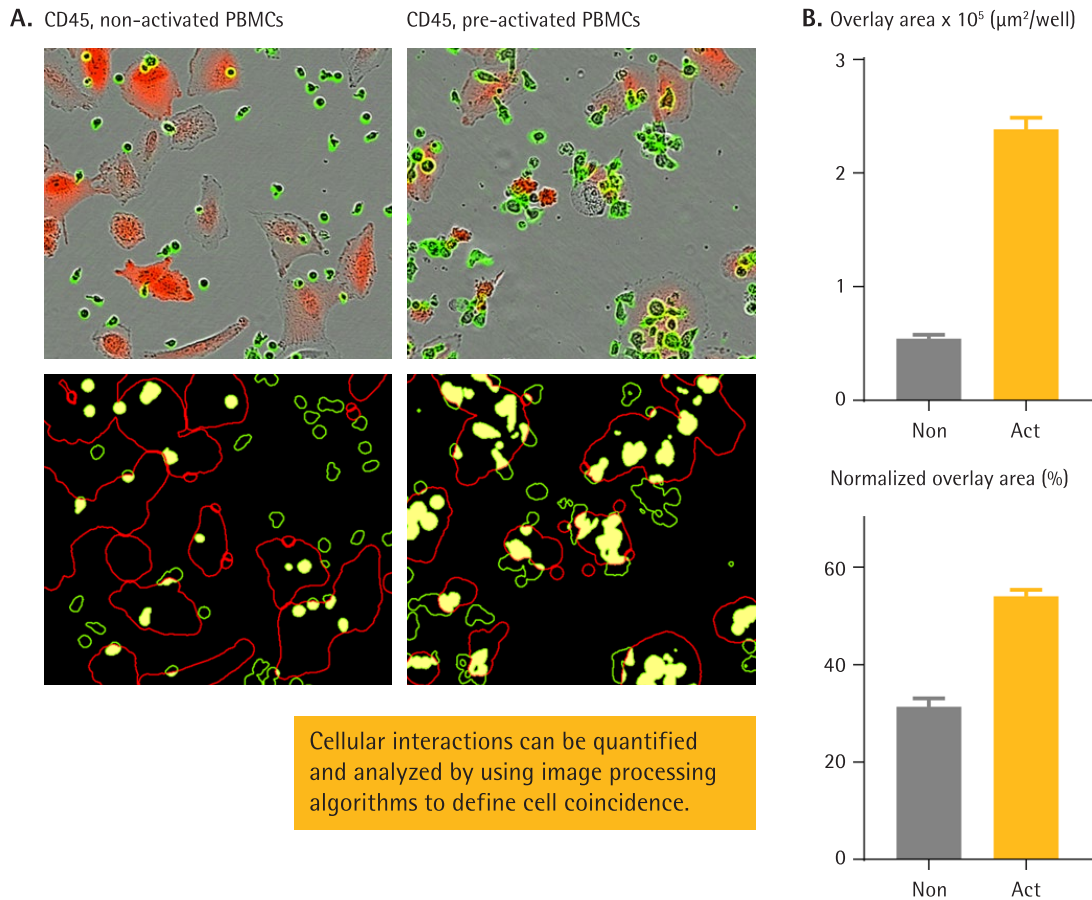 A. CD45, non-activated PBMCs
CD45, pre-activated PBMCs
Cellular interactions can be quantified
and analyzed by using image processing
algorithms to define cell coincidence.
B. Overlay area x 10⁵ (µm²/well)
3
2
1
0
Non Act
Normalized overlay area (%)
60
40
20
0
Non Act